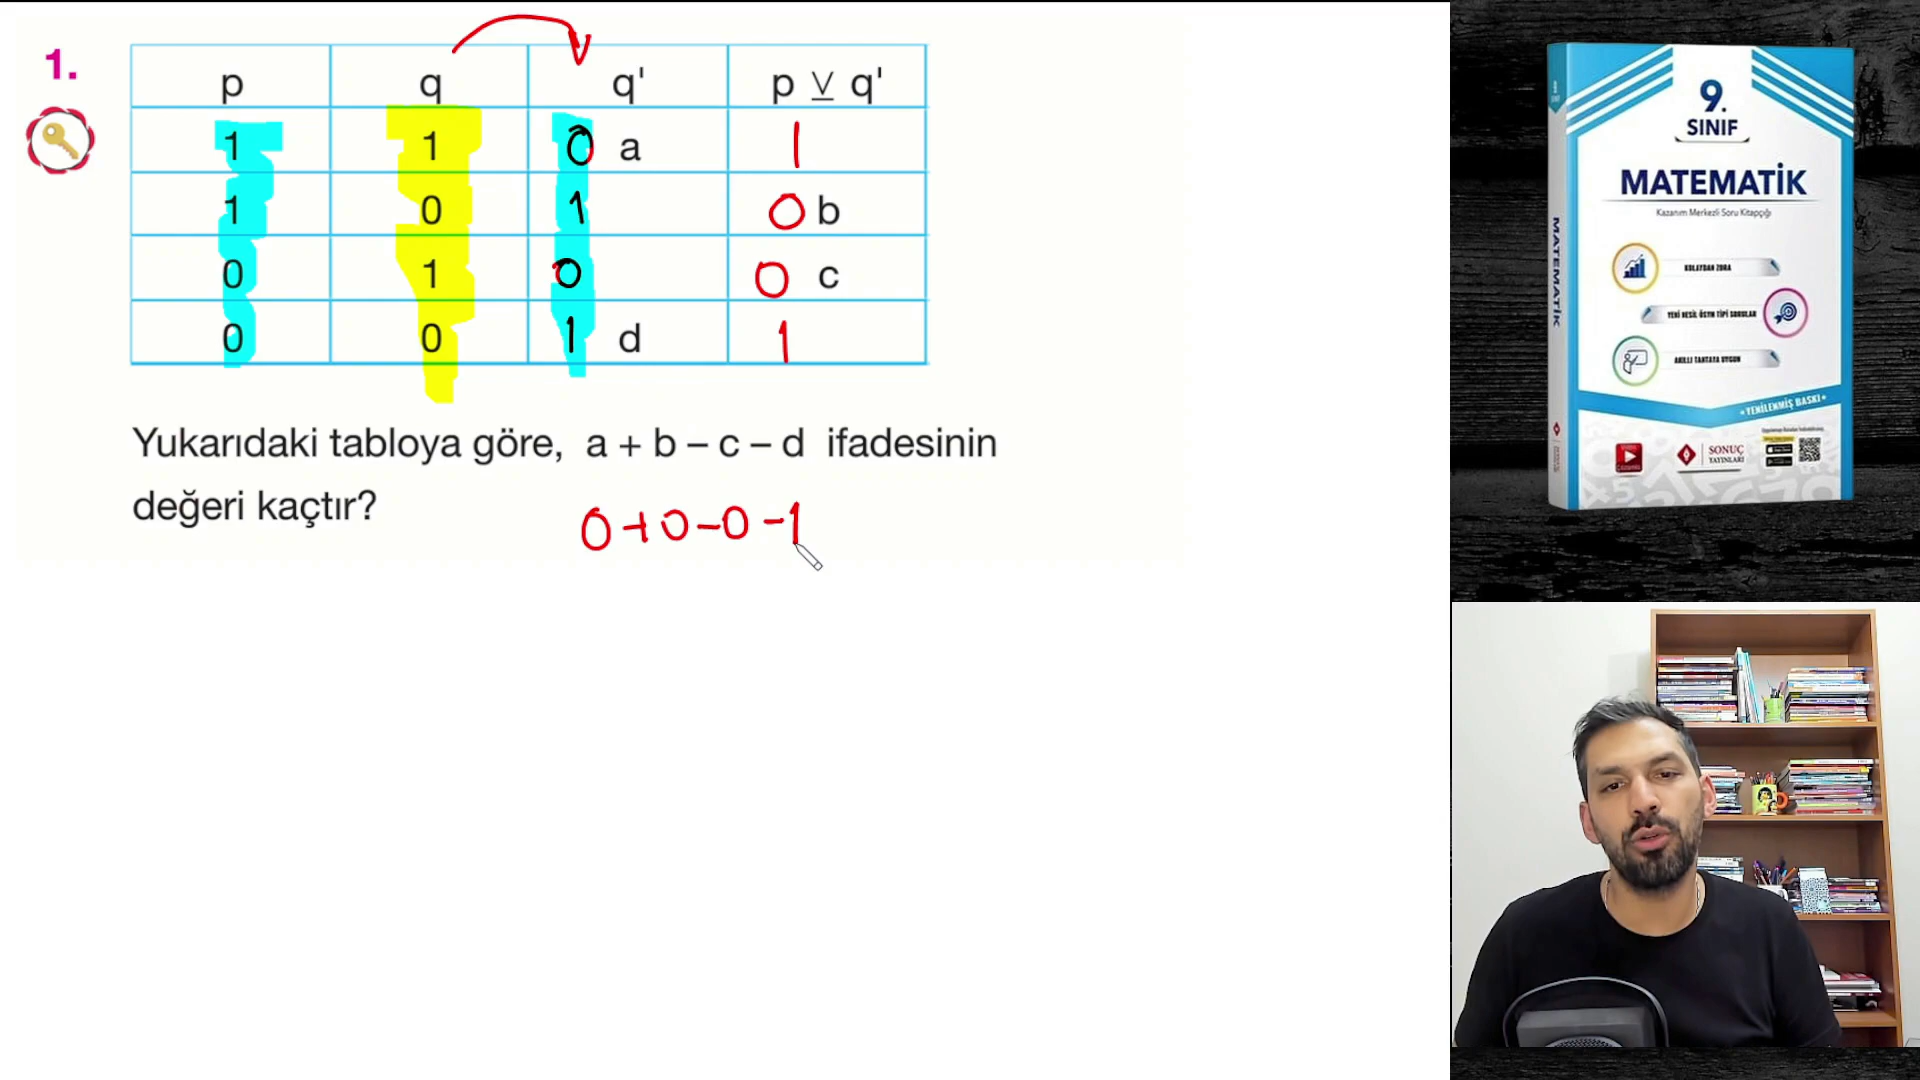 1.
p q q' p ⊻ q'
1 1 0 a 1
1 0 1 0 b
0 1 0 0 c
0 0 1 d 1
Yukarıdaki tabloya göre, a + b – c – d ifadesinin
değeri kaçtır?
0+0-0-1
9.
SINIF
MATEMATİK
Kazanım Merkezli Soru Kitapçığı
KOLAYDAN ZORA
YENİ NESİL ÖSYM TİPİ SORULAR
AKILLI TAHTAYA UYGUN
• YENİLENMİŞ BASKI •
SONUÇ
YAYINLARI
MATEMATİK